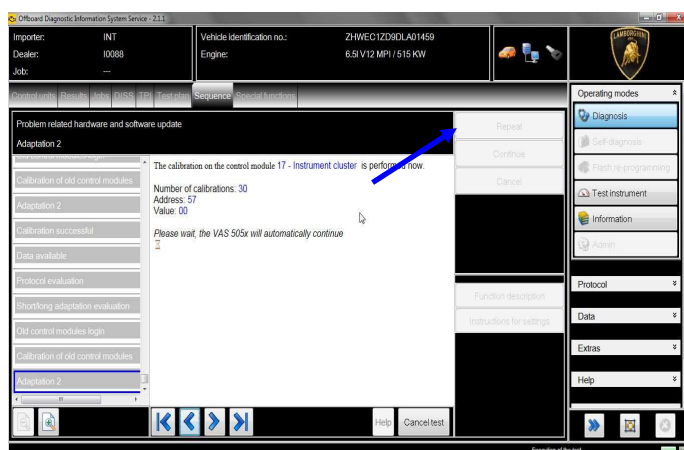 Offboard Diagnostic Information System Service - 2.1.1
Importer: INT
Dealer: I0088
Job: ---
Vehicle identification no.: ZHWEC1ZD9DLA01459
Engine: 6.5l V12 MPI / 515 KW
LAMBORGHINI
Control units Results Jobs DISS TPI Test plan Sequence Special functions
Problem related hardware and software update
Adaptation 2
Old control modules login
Calibration of old control modules
Adaptation 2
Calibration successful
Data available
Protocol evaluation
Short/long adaptation evaluation
Old control modules login
Calibration of old control modules
Adaptation 2
The calibration on the control module 17 - Instrument cluster is performed now.
Number of calibrations: 30
Address: 57
Value: 00
Please wait, the VAS 505x will automatically continue
Help
Cancel test
Repeat
Continue
Cancel
Function description
Instructions for settings
Operating modes
Diagnosis
Self-diagnosis
Flash re-programming
Test instrument
Information
Admin
Protocol
Data
Extras
Help
Execution of the test